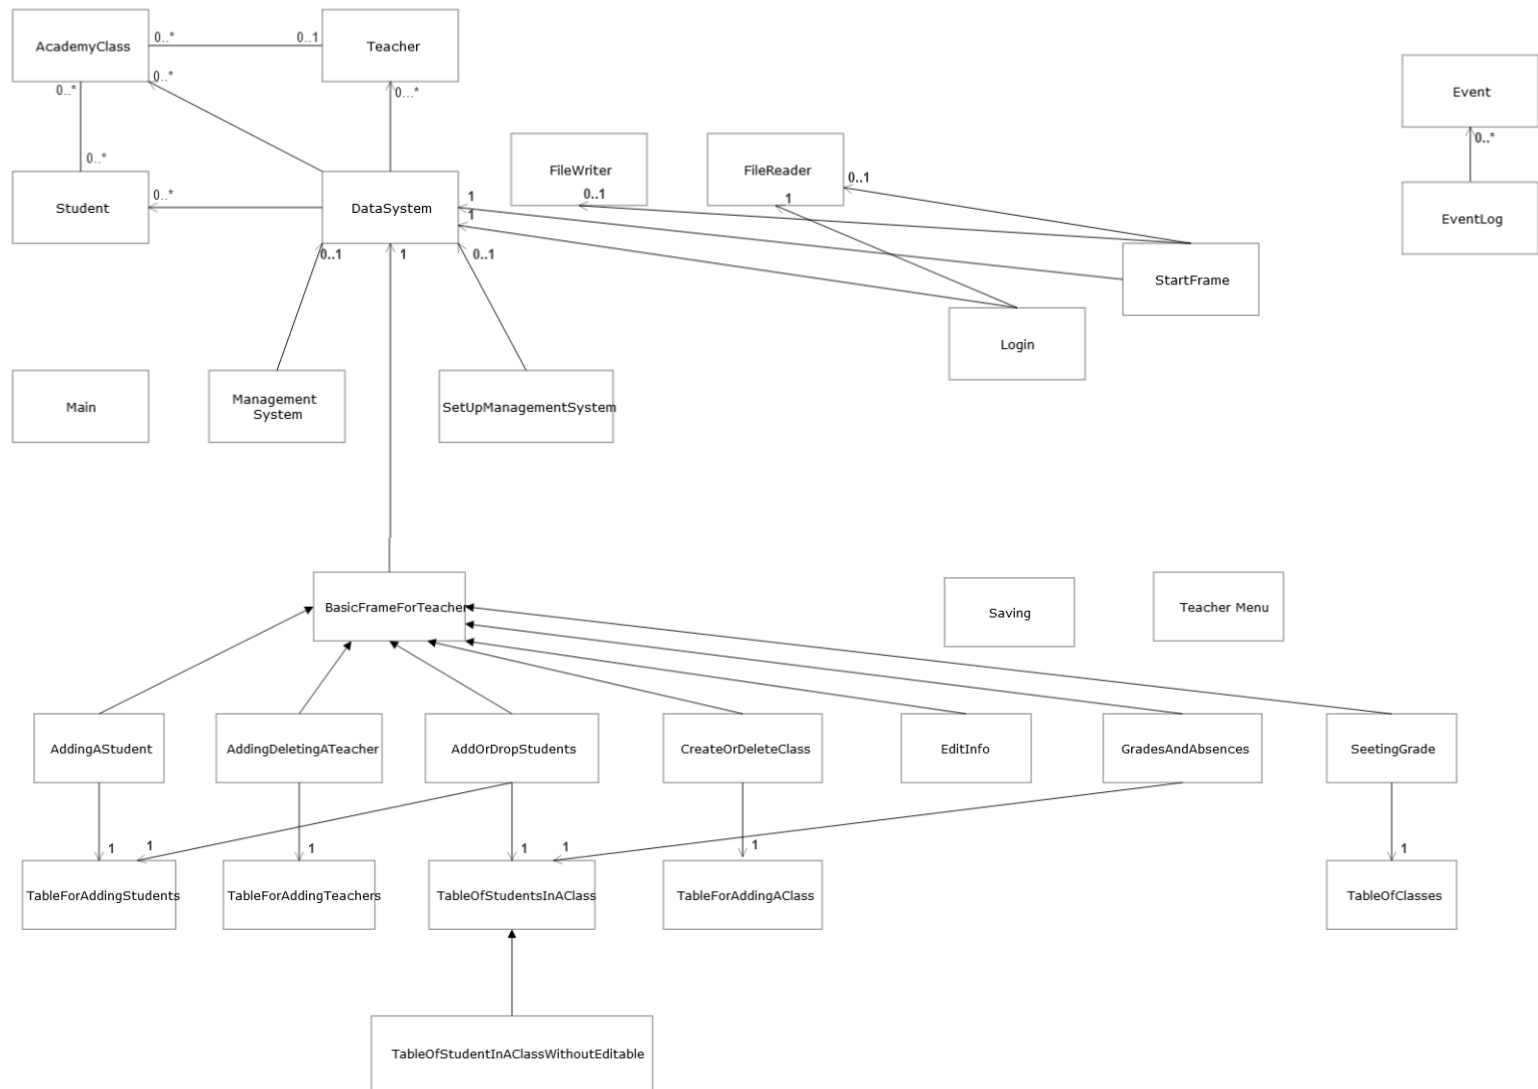 AcademyClass
0..*
0..1
Teacher
0..*
0..*
0...*
Event
0..*
0..*
FileWriter
0..1
FileReader
1
0..1
Student
0..*
DataSystem
1
1
EventLog
0..1
1
0..1
StartFrame
Login
Main
Management
System
SetUpManagementSystem
BasicFrameForTeacher
Saving
Teacher Menu
AddingAStudent
AddingDeletingATeacher
AddOrDropStudents
CreateOrDeleteClass
EditInfo
GradesAndAbsences
SeetingGrade
1
1
1
1
1
1
1
TableForAddingStudents
TableForAddingTeachers
TableOfStudentsInAClass
TableForAddingAClass
TableOfClasses
TableOfStudentInAClassWithoutEditable